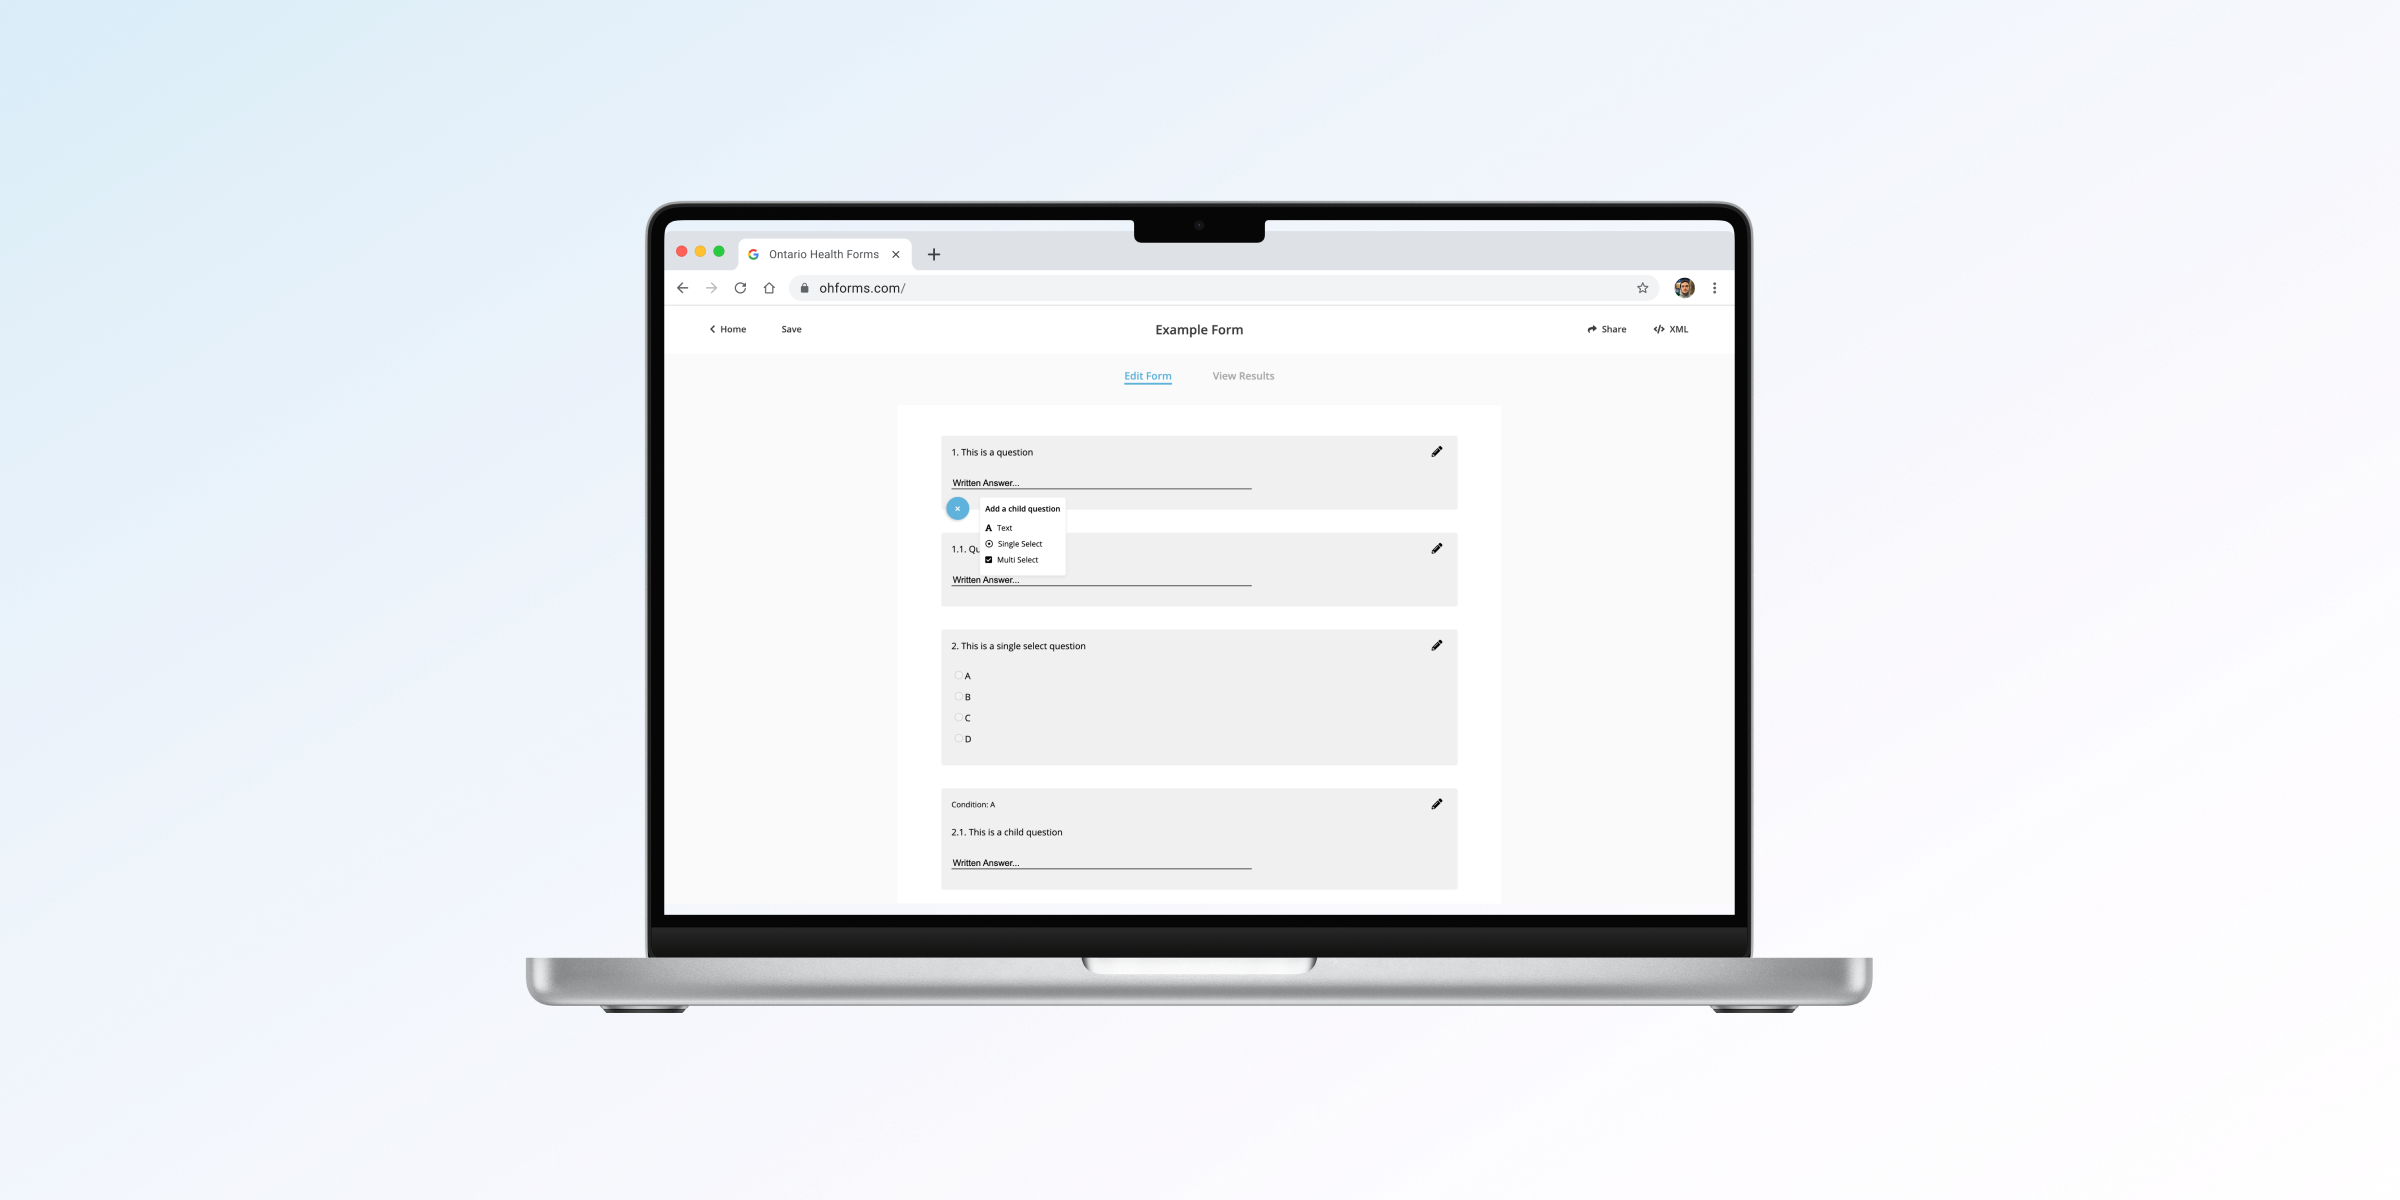 Ontario Health Forms
ohforms.com/
Home Save Example Form Share XML
Edit Form View Results
1. This is a question
Written Answer...
Add a child question
Text
Single Select
Multi Select
1.1.
Written Answer...
2. This is a single select question
A
B
C
D
Condition: A
2.1. This is a child question
Written Answer...